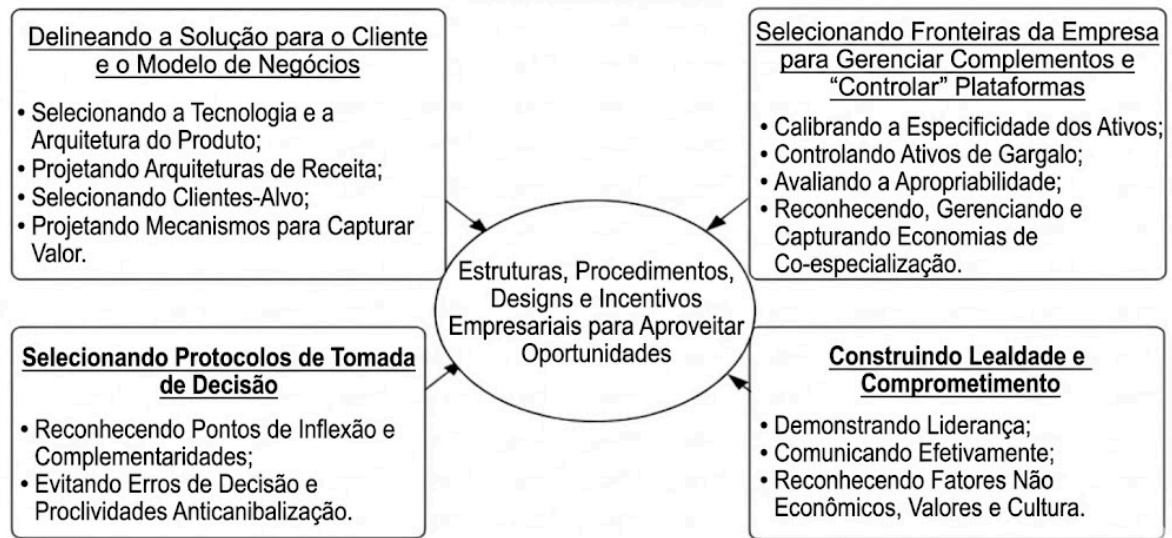 Delineando a Solução para o Cliente
e o Modelo de Negócios
• Selecionando a Tecnologia e a
Arquitetura do Produto;
• Projetando Arquiteturas de Receita;
• Selecionando Clientes-Alvo;
• Projetando Mecanismos para Capturar
Valor.
Selecionando Fronteiras da Empresa
para Gerenciar Complementos e
“Controlar” Plataformas
• Calibrando a Especificidade dos Ativos;
• Controlando Ativos de Gargalo;
• Avaliando a Apropriabilidade;
• Reconhecendo, Gerenciando e
Capturando Economias de
Co-especialização.
Estruturas, Procedimentos,
Designs e Incentivos
Empresariais para Aproveitar
Oportunidades
Selecionando Protocolos de Tomada
de Decisão
• Reconhecendo Pontos de Inflexão e
Complementaridades;
• Evitando Erros de Decisão e
Proclividades Anticanibalização.
Construindo Lealdade e
Comprometimento
• Demonstrando Liderança;
• Comunicando Efetivamente;
• Reconhecendo Fatores Não
Econômicos, Valores e Cultura.